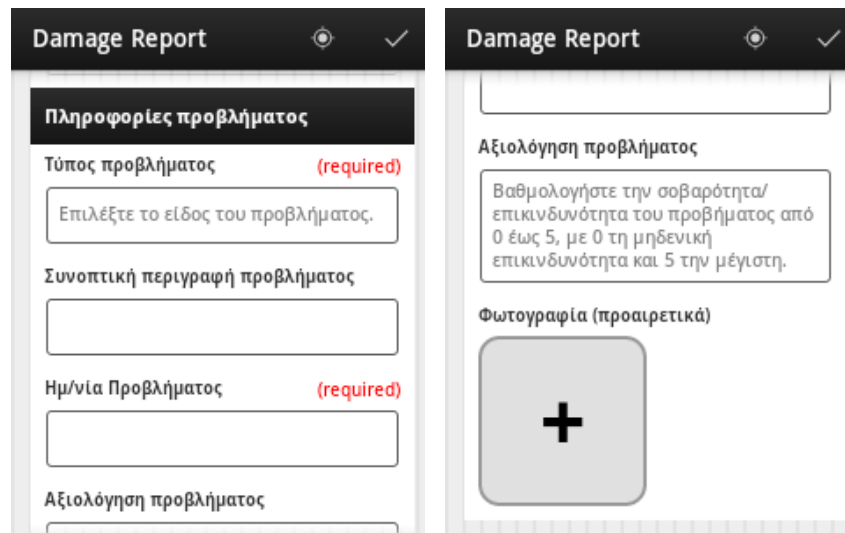 Damage Report
Πληροφορίες προβλήματος
Τύπος προβλήματος (required)
Επιλέξτε το είδος του προβλήματος.
Συνοπτική περιγραφή προβλήματος
Ημ/νία Προβλήματος (required)
Αξιολόγηση προβλήματος
Damage Report
Αξιολόγηση προβλήματος
Βαθμολογήστε την σοβαρότητα/
επικινδυνότητα του προβήματος από
0 έως 5, με 0 τη μηδενική
επικινδυνότητα και 5 την μέγιστη.
Φωτογραφία (προαιρετικά)
+